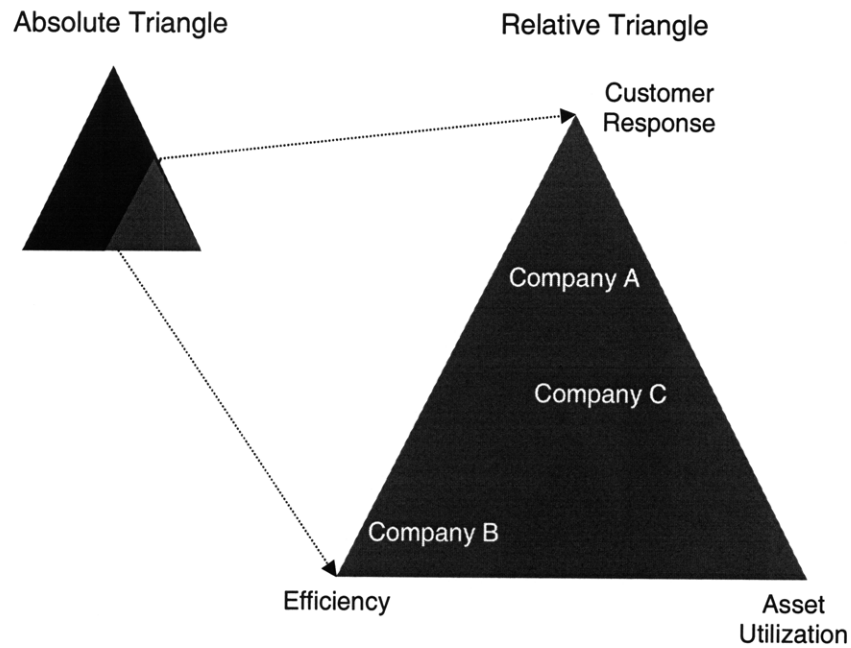 Absolute Triangle
Relative Triangle
Customer
Response
Company A
Company C
Company B
Efficiency
Asset
Utilization